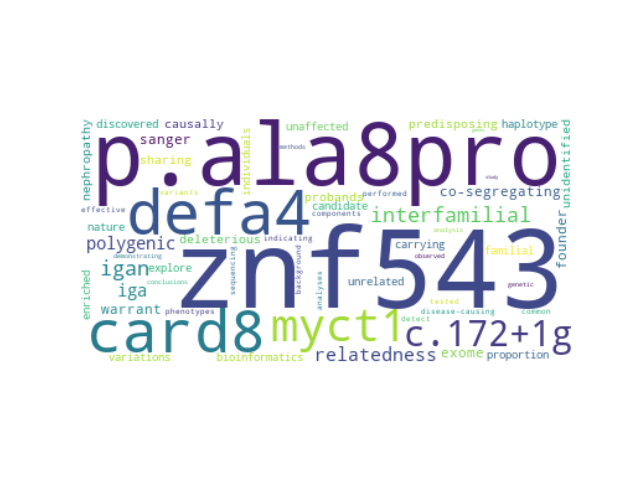 nephropathy
discovered
causally
unaffected
predisposing
haplotype
unidentified
p.ala8pro
sanger
individuals
methods
genes
sharing
study
variants
probands
performed
co-segregating
effective
defa4
candidate
interfamilial
founder
nature
components
polygenic
deleterious
indicating
analysis
carrying
familial
demonstrating
znf543
observed
igan
explore
sequencing
background
unrelated
genetic
enriched
conclusions
iga
analyses
tested
warrant
phenotypes
disease-causing
common
card8
myct1
detect
c.172+1g
variations
bioinformatics
relatedness
exome
proportion